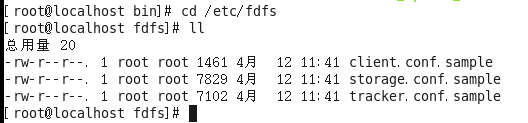 [root@localhost bin]# cd /etc/fdfs
[root@localhost fdfs]# ll
总用量 20
-rw-r--r--. 1 root root 1461 4月  12 11:41 client.conf.sample
-rw-r--r--. 1 root root 7829 4月  12 11:41 storage.conf.sample
-rw-r--r--. 1 root root 7102 4月  12 11:41 tracker.conf.sample
[root@localhost fdfs]#